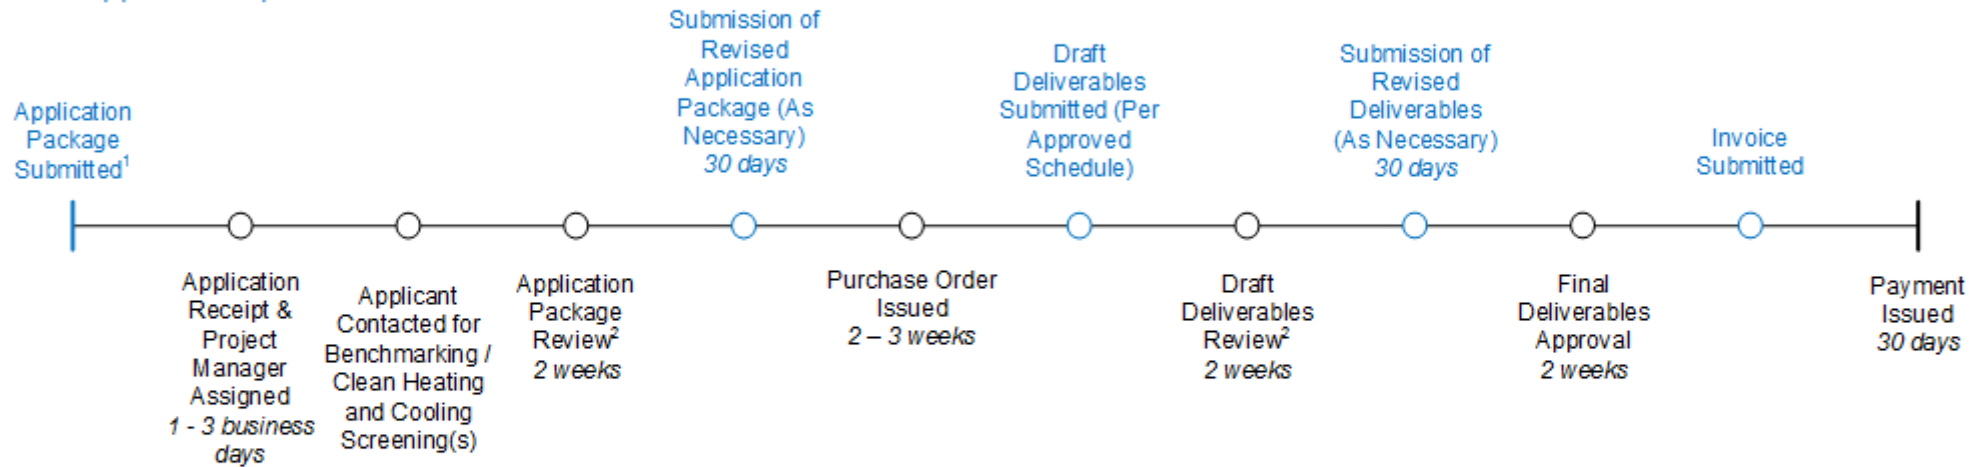 Application
Package
Submitted¹
Submission of
Revised
Application
Package (As
Necessary)
30 days
Draft
Deliverables
Submitted (Per
Approved
Schedule)
Submission of
Revised
Deliverables
(As Necessary)
30 days
Invoice
Submitted
Application
Receipt &
Project
Manager
Assigned
1 - 3 business
days
Applicant
Contacted for
Benchmarking /
Clean Heating
and Cooling
Screening(s)
Application
Package
Review²
2 weeks
Purchase Order
Issued
2 – 3 weeks
Draft
Deliverables
Review²
2 weeks
Final
Deliverables
Approval
2 weeks
Payment
Issued
30 days